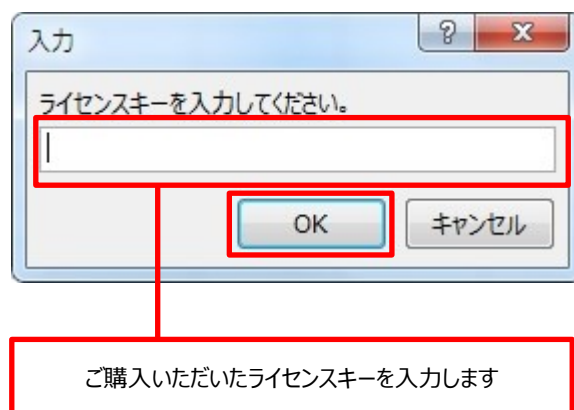 入力
?
ライセンスキーを入力してください。
OK
キャンセル
ご購入いただいたライセンスキーを入力します